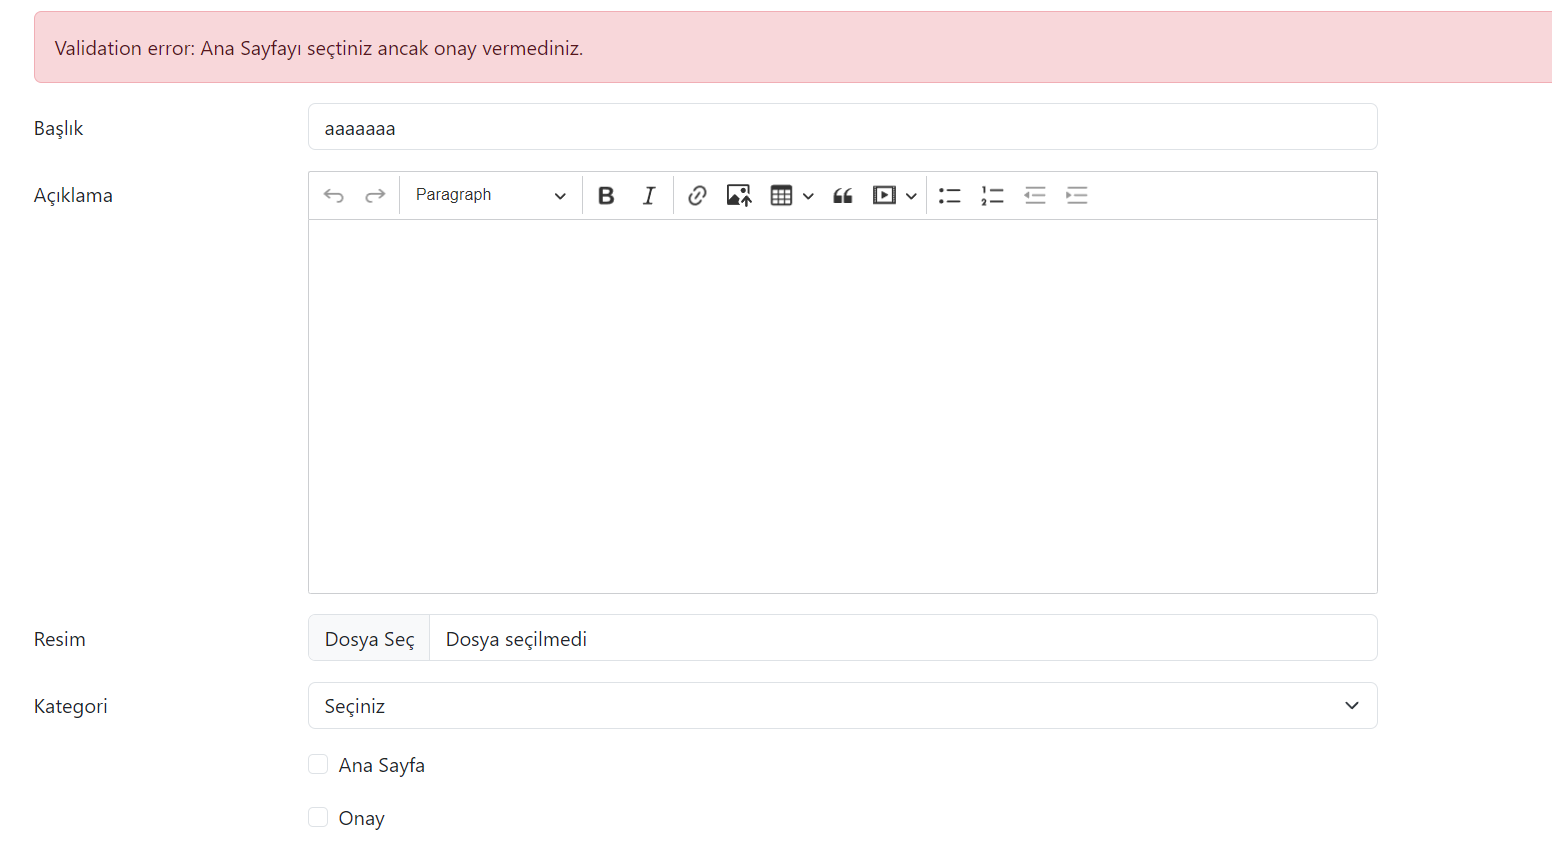 Validation error: Ana Sayfayı seçtiniz ancak onay vermediniz.
Başlık
aaaaaaa
Açıklama
Paragraph
Resim
Dosya Seç
Dosya seçilmedi
Kategori
Seçiniz
Ana Sayfa
Onay